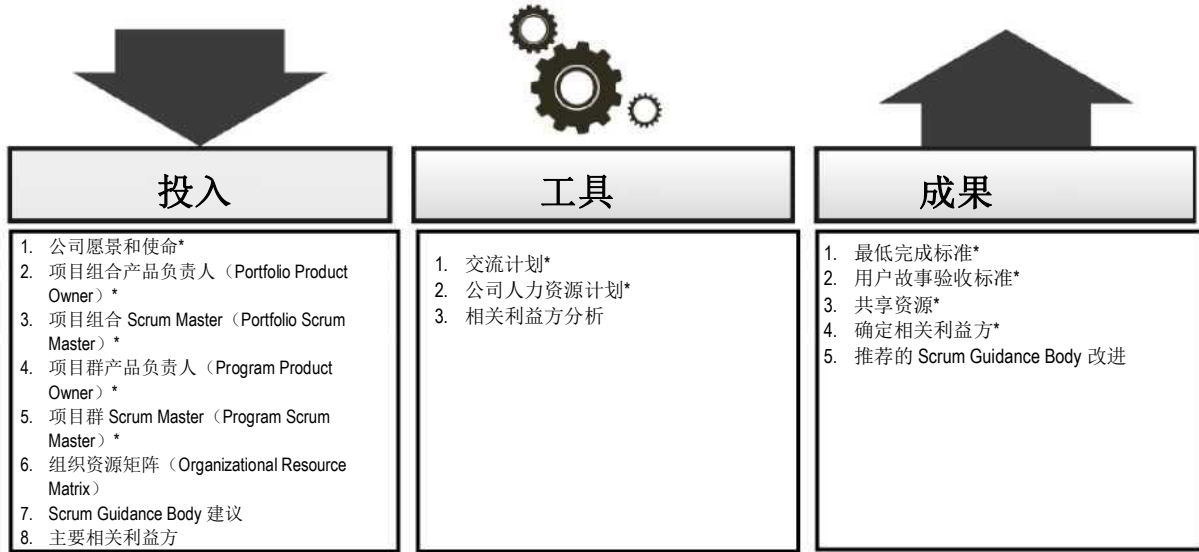 投入
1. 公司愿景和使命*
2. 项目组合产品负责人（Portfolio Product
Owner）*
3. 项目组合 Scrum Master（Portfolio Scrum
Master）*
4. 项目群产品负责人（Program Product
Owner）*
5. 项目群 Scrum Master（Program Scrum
Master）*
6. 组织资源矩阵（Organizational Resource
Matrix）
7. Scrum Guidance Body 建议
8. 主要相关利益方
工具
1. 交流计划*
2. 公司人力资源计划*
3. 相关利益方分析
成果
1. 最低完成标准*
2. 用户故事验收标准*
3. 共享资源*
4. 确定相关利益方*
5. 推荐的 Scrum Guidance Body 改进